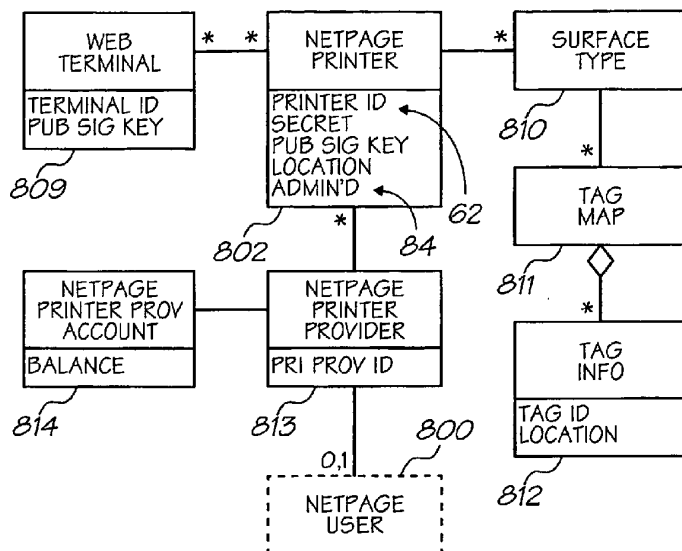 WEB
TERMINAL
TERMINAL ID
PUB SIG KEY
809
*
*
NETPAGE
PRINTER
PRINTER ID
SECRET
PUB SIG KEY
LOCATION
ADMIN'D
802
62
84
*
*
SURFACE
TYPE
810
*
TAG
MAP
811
*
TAG
INFO
TAG ID
LOCATION
812
NETPAGE
PRINTER PROV
ACCOUNT
BALANCE
814
NETPAGE
PRINTER
PROVIDER
PRI PROV ID
813
0,1
800
NETPAGE
USER